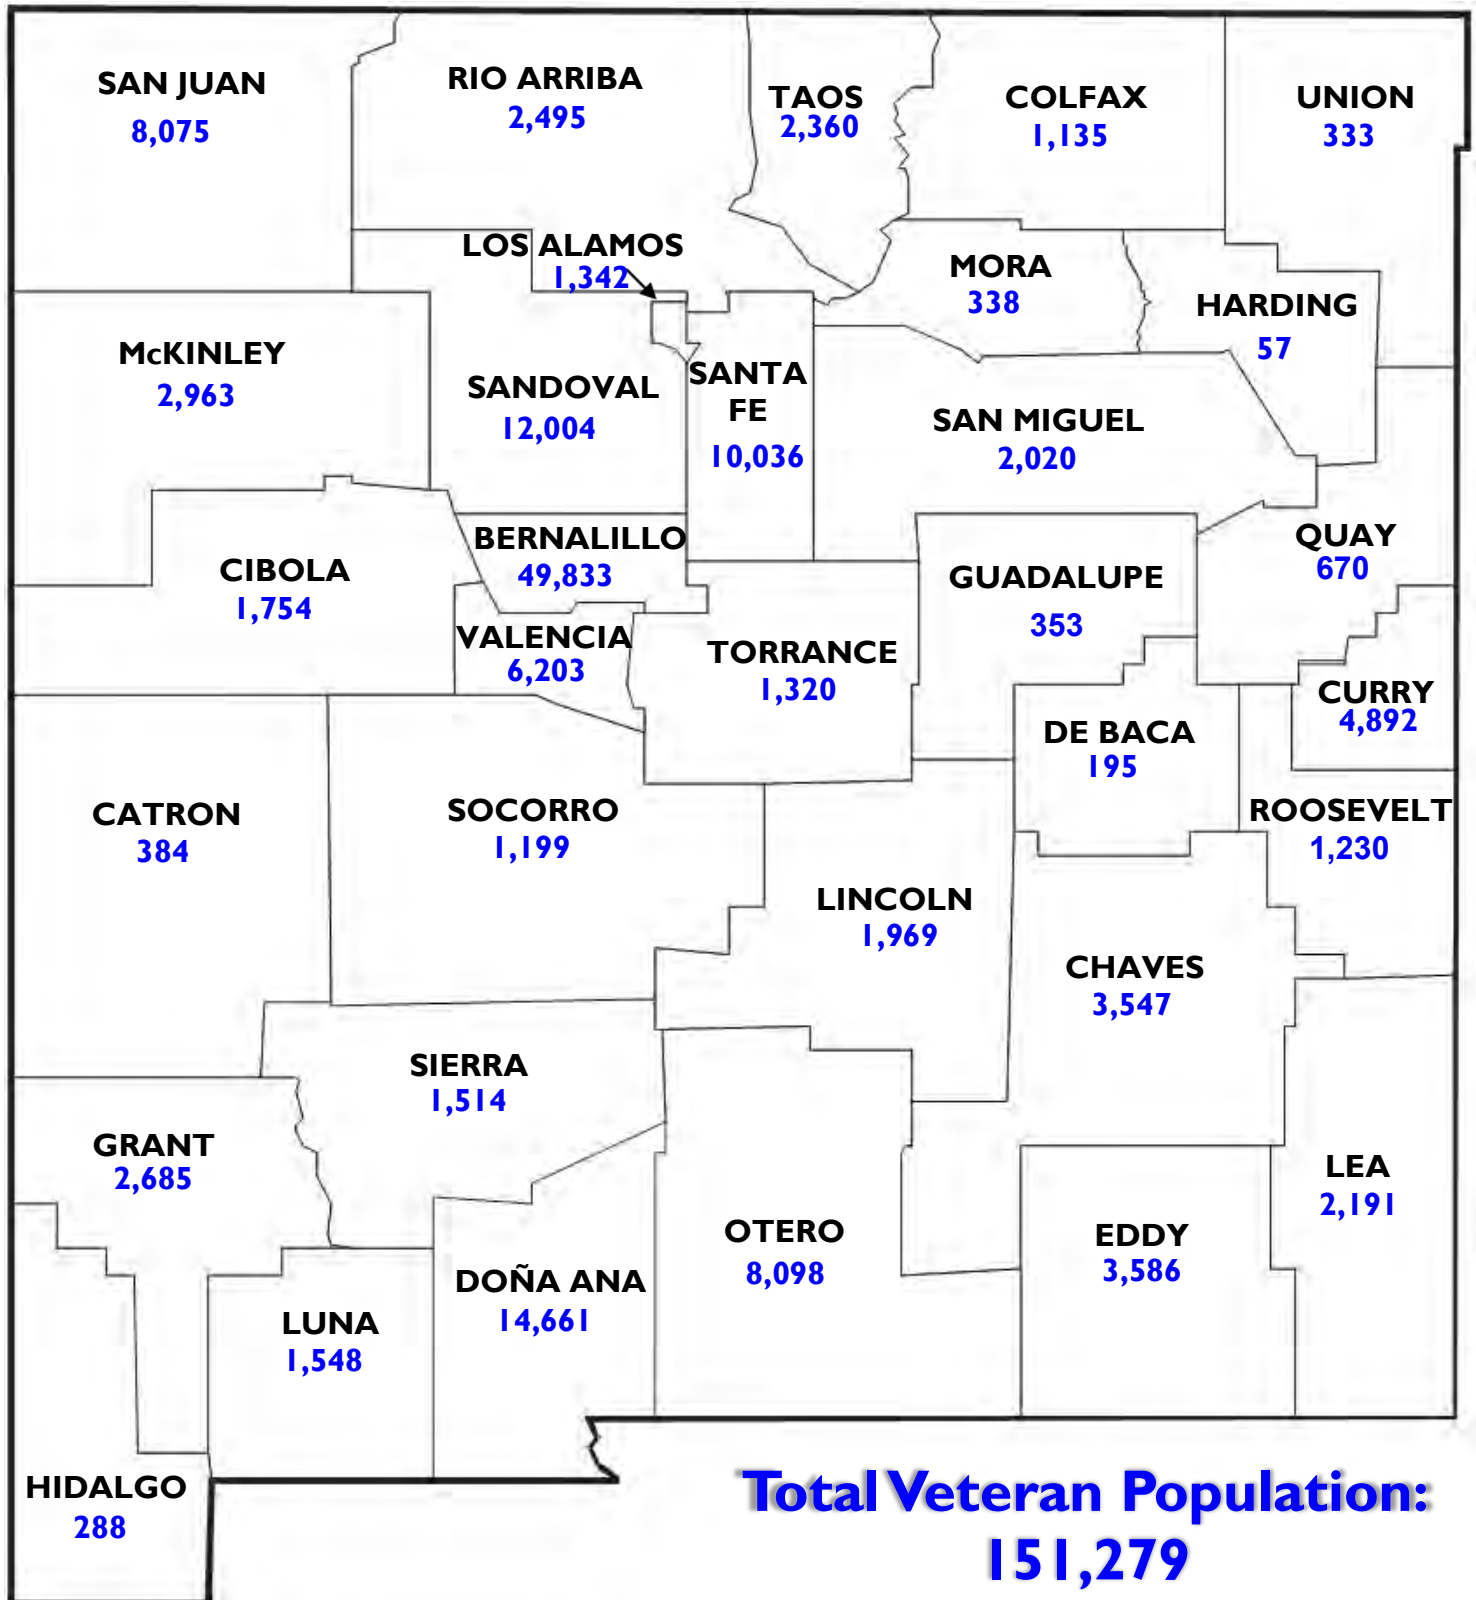 SAN JUAN
8,075
RIO ARRIBA
2,495
TAOS
2,360
COLFAX
1,135
UNION
333
LOS ALAMOS
1,342
MORA
338
HARDING
57
McKINLEY
2,963
SANDOVAL
12,004
SANTA
FE
10,036
SAN MIGUEL
2,020
QUAY
670
BERNALILLO
49,833
CIBOLA
1,754
GUADALUPE
353
VALENCIA
6,203
TORRANCE
1,320
CURRY
4,892
DE BACA
195
CATRON
384
SOCORRO
1,199
ROOSEVELT
1,230
LINCOLN
1,969
CHAVES
3,547
SIERRA
1,514
GRANT
2,685
LEA
2,191
OTERO
8,098
EDDY
3,586
DOÑA ANA
14,661
LUNA
1,548
HIDALGO
288
Total Veteran Population:
151,279